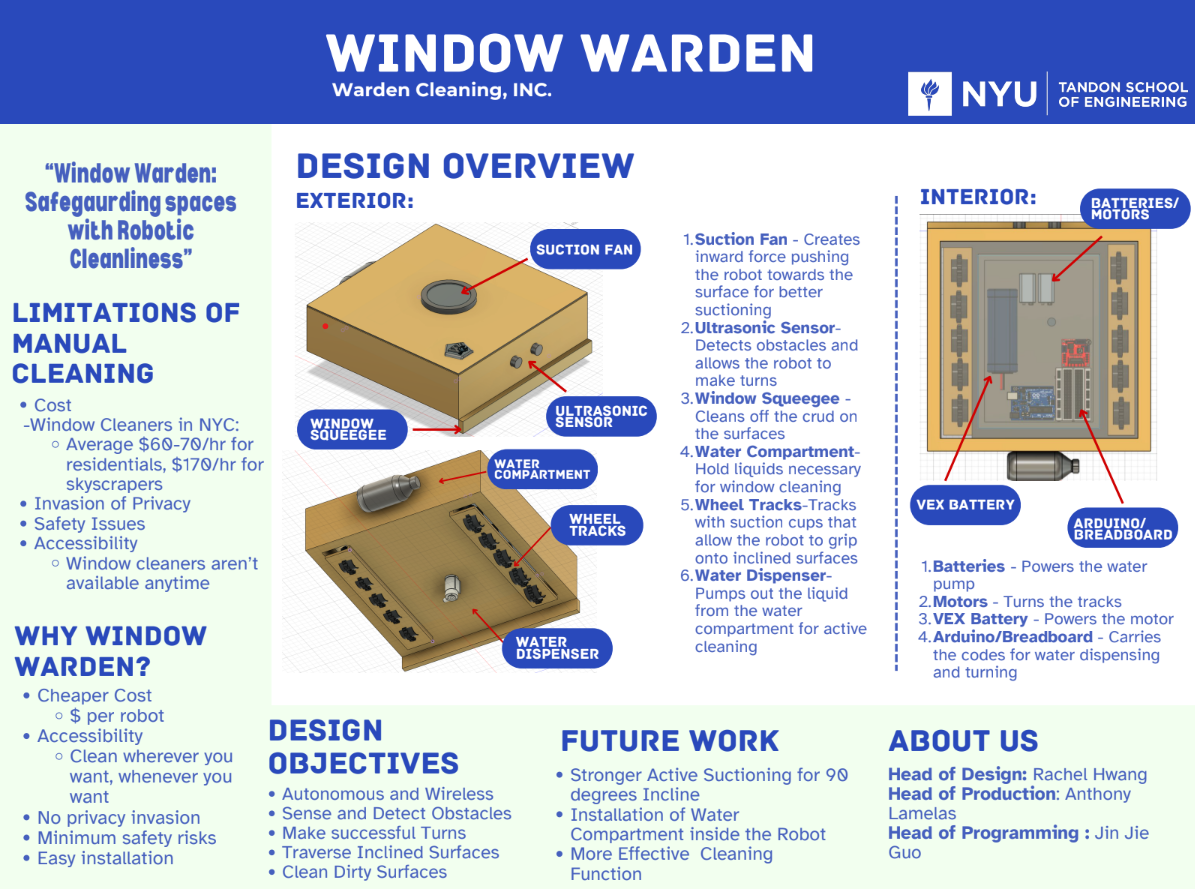 WINDOW WARDEN
Warden Cleaning, INC.
NYU
TANDON SCHOOL
OF ENGINEERING
“Window Warden:
Safegaurding spaces
with Robotic
Cleanliness”
LIMITATIONS OF
MANUAL
CLEANING
• Cost
-Window Cleaners in NYC:
○ Average $60-70/hr for
residentials, $170/hr for
skyscrapers
• Invasion of Privacy
• Safety Issues
• Accessibility
○ Window cleaners aren’t
available anytime
WHY WINDOW
WARDEN?
• Cheaper Cost
○ $ per robot
• Accessibility
○ Clean wherever you
want, whenever you
want
• No privacy invasion
• Minimum safety risks
• Easy installation
DESIGN OVERVIEW
EXTERIOR:
SUCTION FAN
ULTRASONIC
SENSOR
WINDOW
SQUEEGEE
WATER
COMPARTMENT
WHEEL
TRACKS
WATER
DISPENSER
1. Suction Fan - Creates
inward force pushing
the robot towards the
surface for better
suctioning
2. Ultrasonic Sensor-
Detects obstacles and
allows the robot to
make turns
3. Window Squeegee -
Cleans off the crud on
the surfaces
4. Water Compartment-
Hold liquids necessary
for window cleaning
5. Wheel Tracks-Tracks
with suction cups that
allow the robot to grip
onto inclined surfaces
6. Water Dispenser-
Pumps out the liquid
from the water
compartment for active
cleaning
INTERIOR:
BATTERIES/
MOTORS
VEX BATTERY
ARDUINO/
BREADBOARD
1. Batteries - Powers the water
pump
2. Motors - Turns the tracks
3. VEX Battery - Powers the motor
4. Arduino/Breadboard - Carries
the codes for water dispensing
and turning
DESIGN
OBJECTIVES
• Autonomous and Wireless
• Sense and Detect Obstacles
• Make successful Turns
• Traverse Inclined Surfaces
• Clean Dirty Surfaces
FUTURE WORK
• Stronger Active Suctioning for 90
degrees Incline
• Installation of Water
Compartment inside the Robot
• More Effective Cleaning
Function
ABOUT US
Head of Design: Rachel Hwang
Head of Production: Anthony
Lamelas
Head of Programming : Jin Jie
Guo